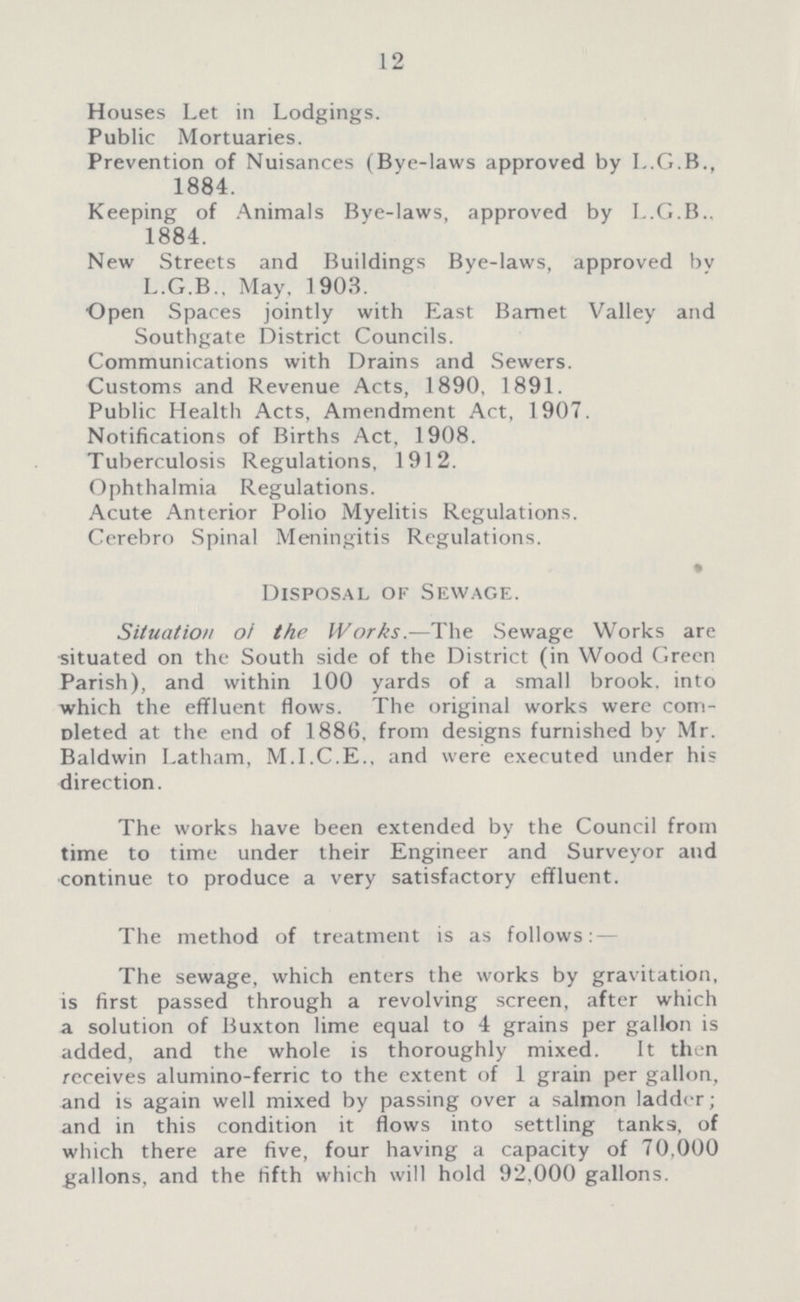 12
Houses Let in Lodgings.
Public Mortuaries.
Prevention of Nuisances (Bye-laws approved by L.G.B.,
1884.
Keeping of Animals Bye-laws, approved by L.G.B..
1884.
New Streets and Buildings Bye-laws, approved by
L.G.B., May, 1903.
Open Spaces jointly with East Barnet Valley and
Southgate District Councils.
Communications with Drains and Sewers.
Customs and Revenue Acts, 1890, 1891.
Public Health Acts, Amendment Act, 1907.
Notifications of Births Act, 1908.
Tuberculosis Regulations, 1912.
Ophthalmia Regulations.
Acute Anterior Polio Myelitis Regulations.
Cerebro Spinal Meningitis Regulations.
DISPOSAL OF SEWAGE.
Situation of the Works.—The Sewage Works are
situated on the South side of the District (in Wood Green
Parish), and within 100 yards of a small brook, into
which the effluent flows. The original works were com-
pleted at the end of 1886, from designs furnished by Mr.
Baldwin Latham, M.I.C.E., and were executed under his
direction.
The works have been extended by the Council from
time to time under their Engineer and Surveyor and
continue to produce a very satisfactory effluent.
The method of treatment is as follows:—
The sewage, which enters the works by gravitation,
is first passed through a revolving screen, after which
a solution of Buxton lime equal to 4 grains per gallon is
added, and the whole is thoroughly mixed. It then
receives alumino-ferric to the extent of 1 grain per gallon,
and is again well mixed by passing over a salmon ladder;
and in this condition it flows into settling tanks, of
which there are five, four having a capacity of 70,000
gallons, and the fifth which will hold 92,000 gallons.